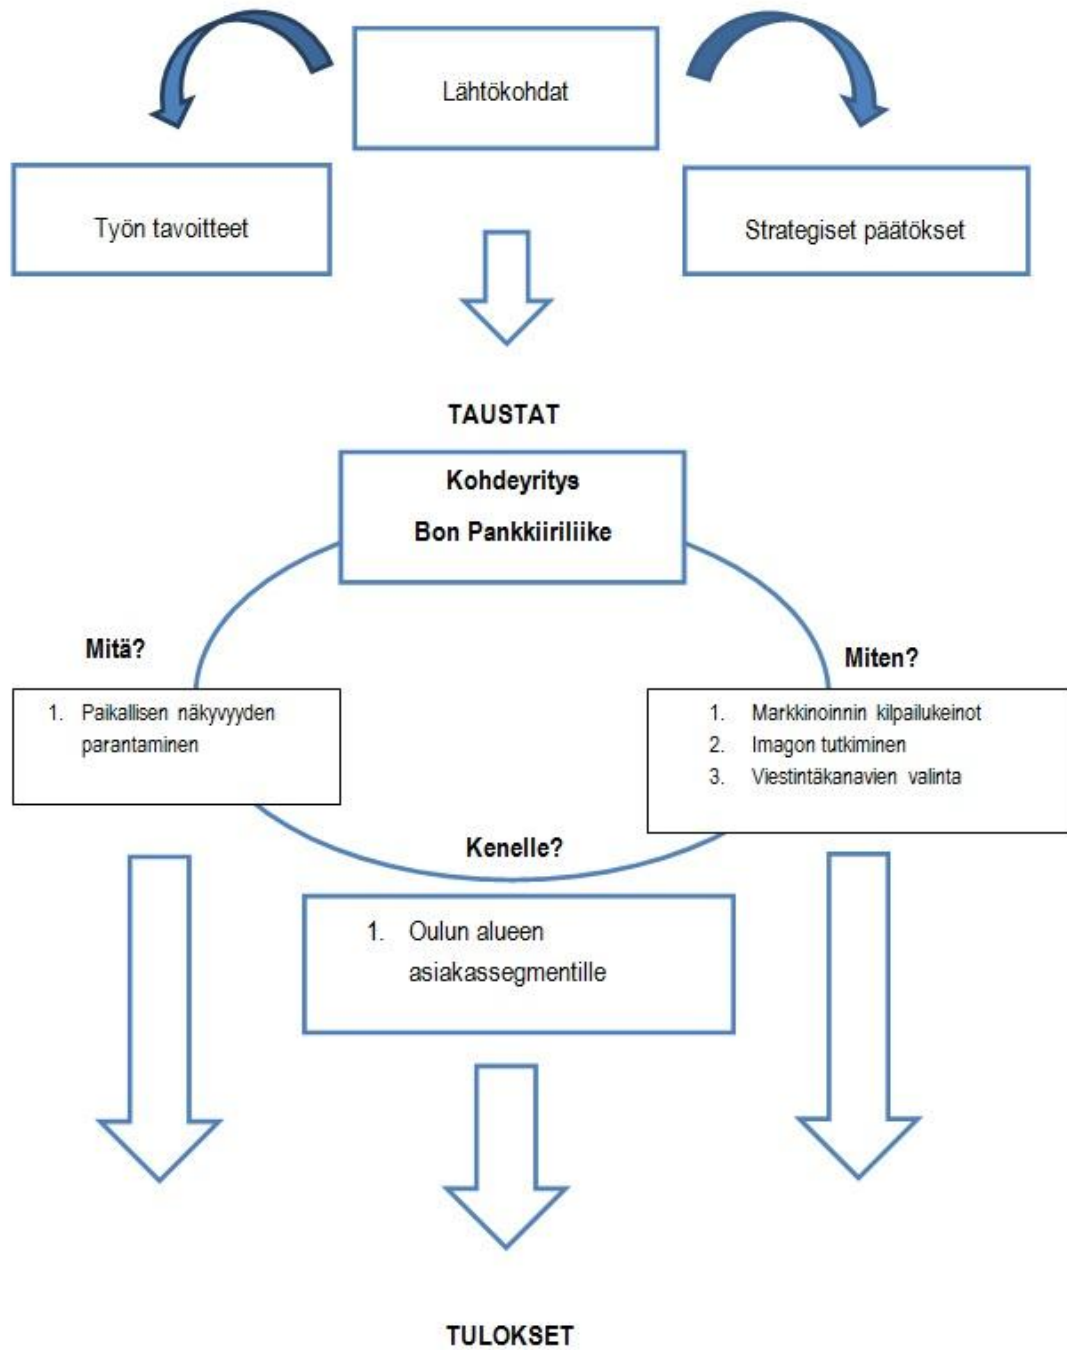 Lähtökohdat
Työn tavoitteet
Strategiset päätökset
TAUSTAT
Kohdeyritys
Bon Pankkiiriliike
Mitä?
Miten?
1. Paikallisen näkyvyyden
parantaminen
1. Markkinoinnin kilpailukeinot
2. Imagon tutkiminen
3. Viestintäkanavien valinta
Kenelle?
1. Oulun alueen
asiakassegmentille
TULOKSET